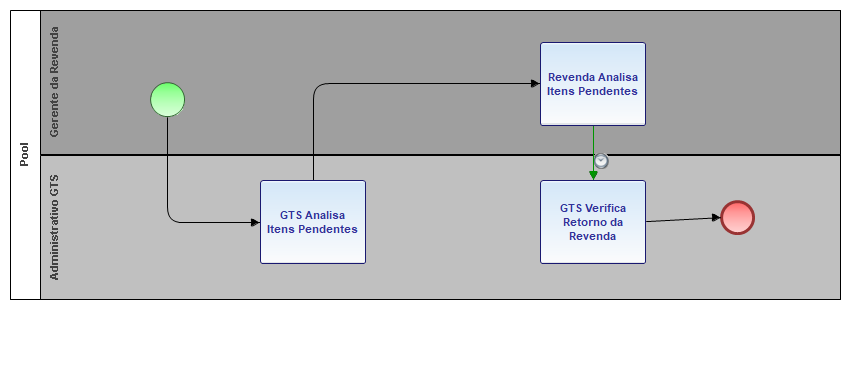 Pool
Gerente da Revenda
Revenda Analisa
Itens Pendentes
Administrativo GTS
GTS Analisa
Itens Pendentes
GTS Verifica
Retorno da
Revenda